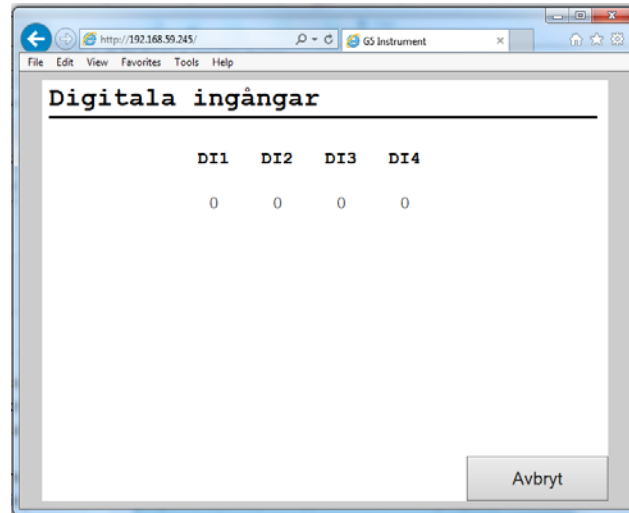 http://192.168.59.245/
G5 Instrument
File Edit View Favorites Tools Help
Digitala ingångar
DI1 DI2 DI3 DI4
0 0 0 0
Avbryt